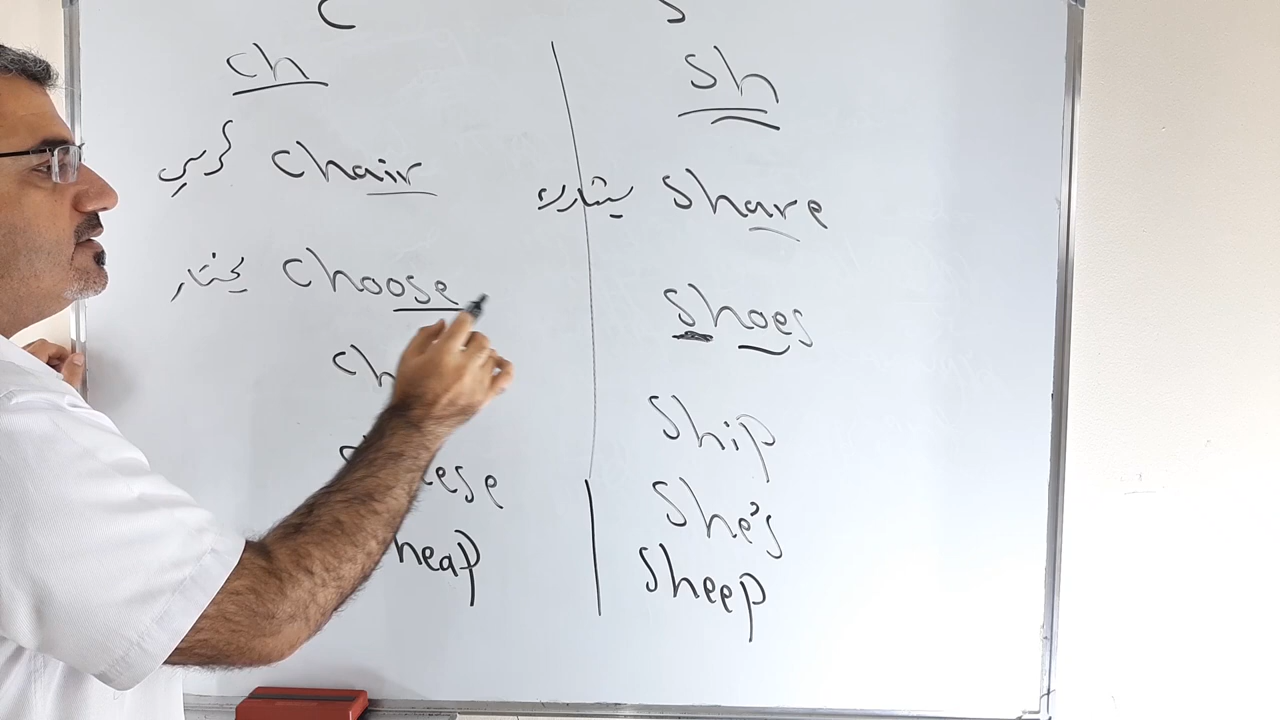 ch
كرسي chair
يختار choose
sh
يشارك share
shoes
ship
she's
sheep